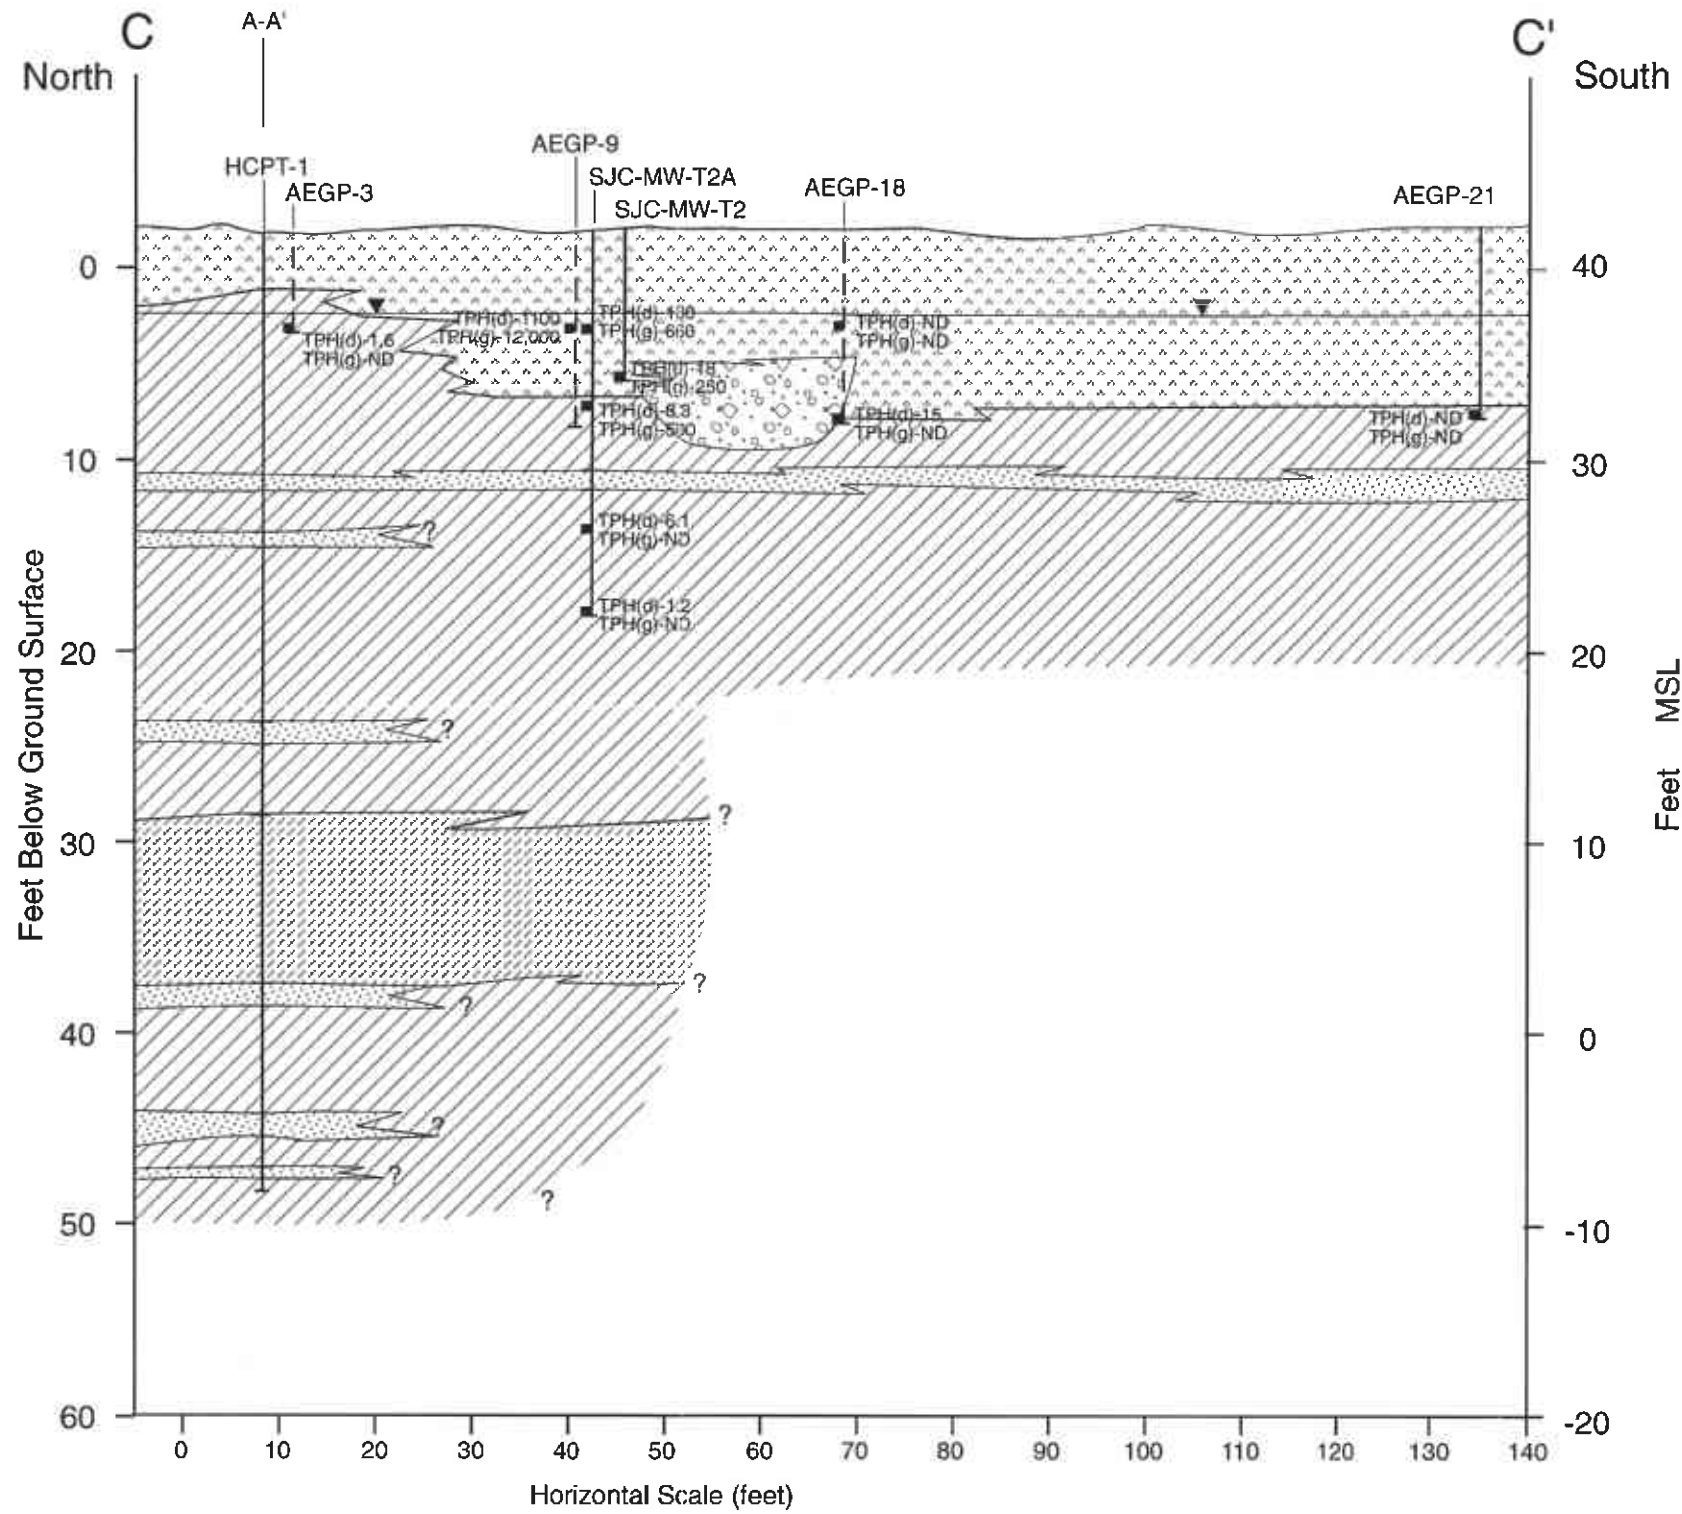 A-A'
C
C'
North
South
AEGP-9
HCPT-1
SJC-MW-T2A
AEGP-3
AEGP-18
AEGP-21
SJC-MW-T2
0
40
TPH(d)-1100
TPH(g)-12,000
TPH(d)-130
TPH(g)-660
TPH(d)-ND
TPH(g)-ND
TPH(d)-1.6
TPH(g)-ND
TPH(d)-18
TPH(g)-250
TPH(d)-8.3
TPH(g)-500
TPH(d)-15
TPH(g)-ND
TPH(d)-ND
TPH(g)-ND
10
30
TPH(d)-6.1
TPH(g)-ND
?
TPH(d)-1.2
TPH(g)-ND
20
20
?
?
30
10
?
?
40
0
?
?
?
50
-10
60
-20
Feet Below Ground Surface
Feet MSL
0 10 20 30 40 50 60 70 80 90 100 110 120 130 140
Horizontal Scale (feet)